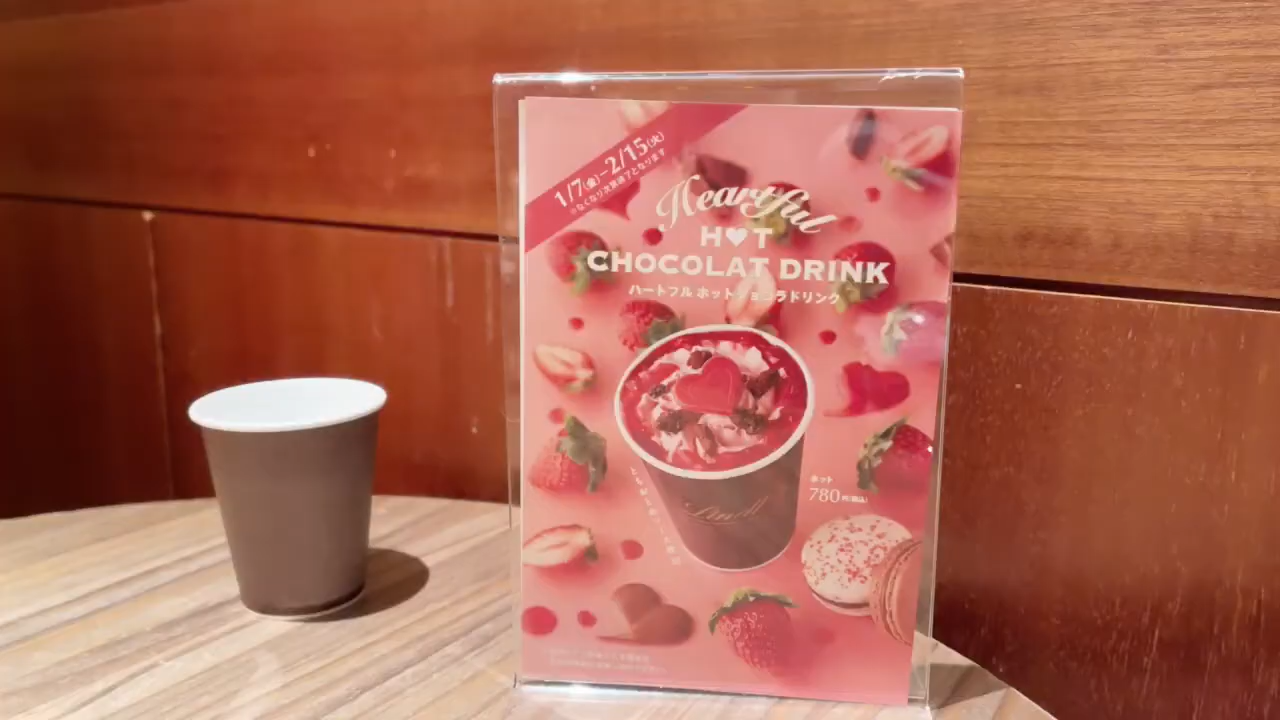 1/7(金)−2/15(火)
※なくなり次第終了となります
Heartful
H♥T
CHOCOLAT DRINK
ハートフル ホットショコラドリンク
Lindt
ホット
780円(税込)